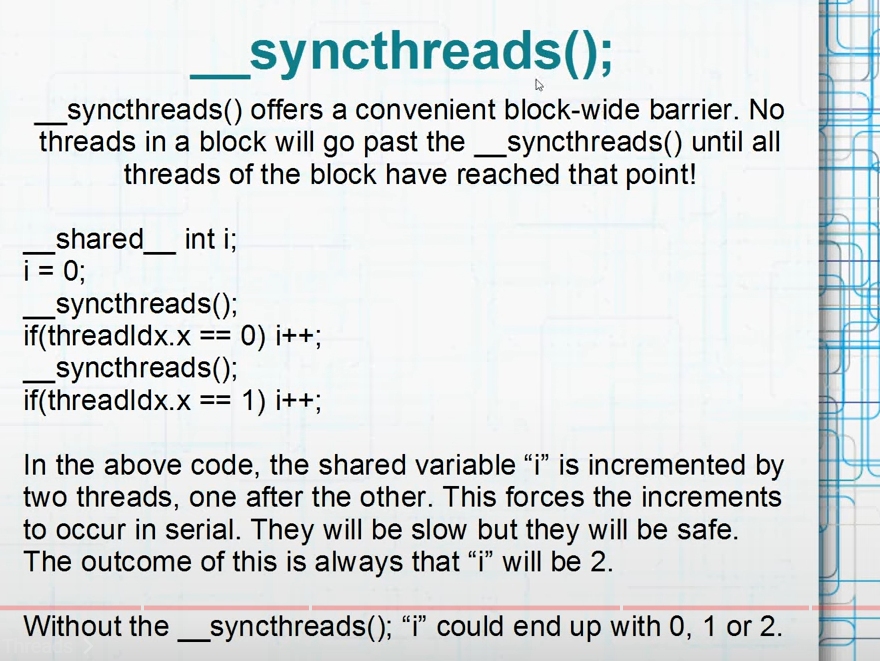 __syncthreads();
__syncthreads() offers a convenient block-wide barrier. No
threads in a block will go past the __syncthreads() until all
threads of the block have reached that point!
__shared__ int i;
i = 0;
__syncthreads();
if(threadIdx.x == 0) i++;
__syncthreads();
if(threadIdx.x == 1) i++;
In the above code, the shared variable “i” is incremented by
two threads, one after the other. This forces the increments
to occur in serial. They will be slow but they will be safe.
The outcome of this is always that “i” will be 2.
Without the __syncthreads(); “i” could end up with 0, 1 or 2.